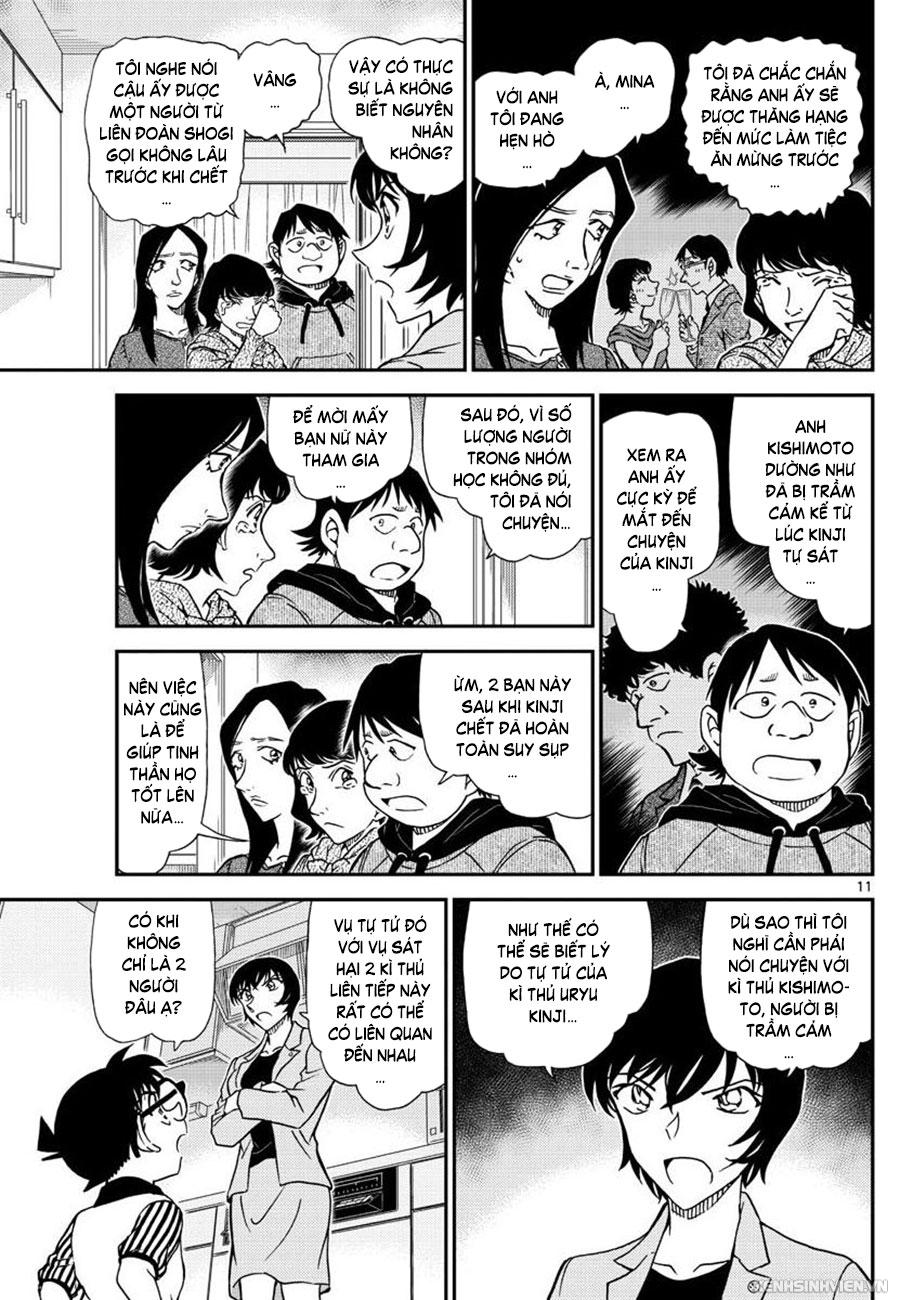 TÔI ĐÃ CHẮC CHẮN
RẰNG ANH ẤY SẼ
ĐƯỢC THĂNG HẠNG
ĐẾN MỨC LÀM TIỆC
ĂN MỪNG TRƯỚC
...
À, MINA
...
VỚI ANH
TÔI ĐANG
HẸN HÒ
...
VẬY CÓ THỰC
SỰ LÀ KHÔNG
BIẾT NGUYÊN
NHÂN
KHÔNG?
VÂNG
...
TÔI NGHE NÓI
CẬU ẤY ĐƯỢC
MỘT NGƯỜI TỪ
LIÊN ĐOÀN SHOGI
GỌI KHÔNG LÂU
TRƯỚC KHI CHẾT
...
ANH
KISHIMOTO
DƯỜNG NHƯ
ĐÃ BỊ TRẦM
CẢM KỂ TỪ
LÚC KINJI
TỰ SÁT
...
XEM RA
ANH ẤY
CỰC KỲ ĐỂ
MẮT ĐẾN
CHUYỆN
CỦA KINJI
...
SAU ĐÓ, VÌ SỐ
LƯỢNG NGƯỜI
TRONG NHÓM
HỌC KHÔNG ĐỦ,
TÔI ĐÃ NÓI
CHUYỆN...
ĐỂ MỜI MẤY
BẠN NỮ NÀY
THAM GIA
...
ỪM, 2 BẠN NÀY
SAU KHI KINJI
CHẾT ĐÃ HOÀN
TOÀN SUY SỤP
...
NÊN VIỆC
NÀY CŨNG
LÀ ĐỂ
GIÚP TINH
THẦN HỌ
TỐT LÊN
NỮA...
11
DÙ SAO THÌ TÔI
NGHĨ CẦN PHẢI
NÓI CHUYỆN VỚI
KÌ THỦ KISHIMO-
TO, NGƯỜI BỊ
TRẦM CẢM
...
NHƯ THẾ CÓ
THỂ SẼ BIẾT LÝ
DO TỰ TỬ CỦA
KÌ THỦ URYU
KINJI...
VỤ TỰ TỬ ĐÓ
VỚI VỤ SÁT
HẠI 2 KÌ THỦ
LIÊN TIẾP NÀY
RẤT CÓ THỂ
CÓ LIÊN QUAN
ĐẾN NHAU
...
CÓ KHI
KHÔNG
CHỈ LÀ 2
NGƯỜI
ĐÂU Ạ?
KENHSINHVIEN.VN